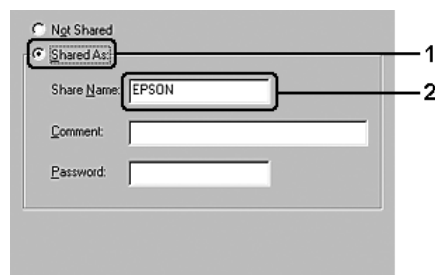 Not Shared
Shared As: 1
Share Name: EPSON 2
Comment:
Password: